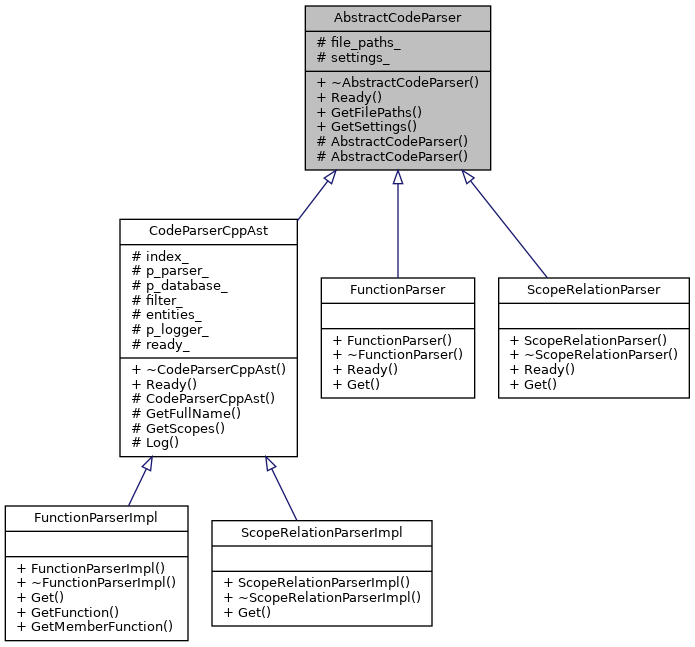 AbstractCodeParser
# file_paths_
# settings_
+ ~AbstractCodeParser()
+ Ready()
+ GetFilePaths()
+ GetSettings()
# AbstractCodeParser()
# AbstractCodeParser()
CodeParserCppAst
# index_
# p_parser_
# p_database_
# filter_
# entities_
# p_logger_
# ready_
+ ~CodeParserCppAst()
+ Ready()
# CodeParserCppAst()
# GetFullName()
# GetScopes()
# Log()
FunctionParser
+ FunctionParser()
+ ~FunctionParser()
+ Ready()
+ Get()
ScopeRelationParser
+ ScopeRelationParser()
+ ~ScopeRelationParser()
+ Ready()
+ Get()
FunctionParserImpl
+ FunctionParserImpl()
+ ~FunctionParserImpl()
+ Get()
+ GetFunction()
+ GetMemberFunction()
ScopeRelationParserImpl
+ ScopeRelationParserImpl()
+ ~ScopeRelationParserImpl()
+ Get()